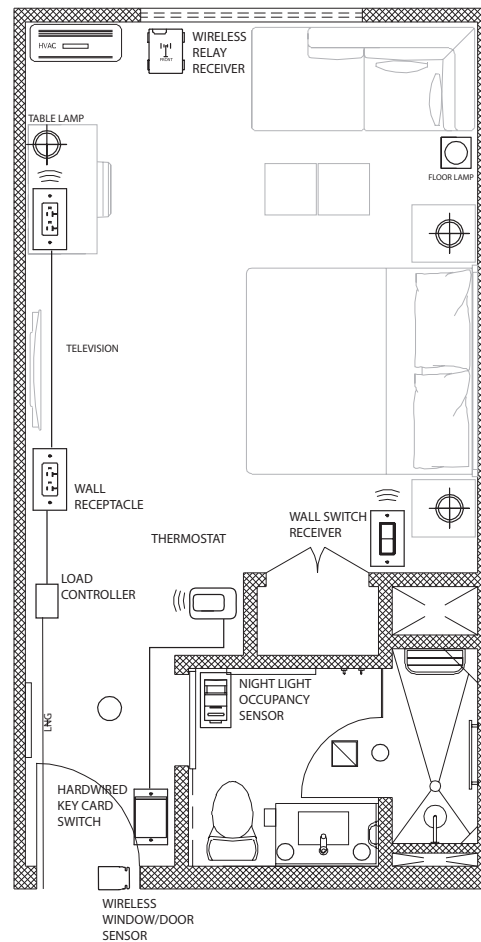 HVAC
WIRELESS
RELAY
RECEIVER
TABLE LAMP
FLOOR LAMP
TELEVISION
WALL
RECEPTACLE
WALL SWITCH
RECEIVER
THERMOSTAT
LOAD
CONTROLLER
NIGHT LIGHT
OCCUPANCY
SENSOR
LNG
HARDWIRED
KEY CARD
SWITCH
WIRELESS
WINDOW/DOOR
SENSOR